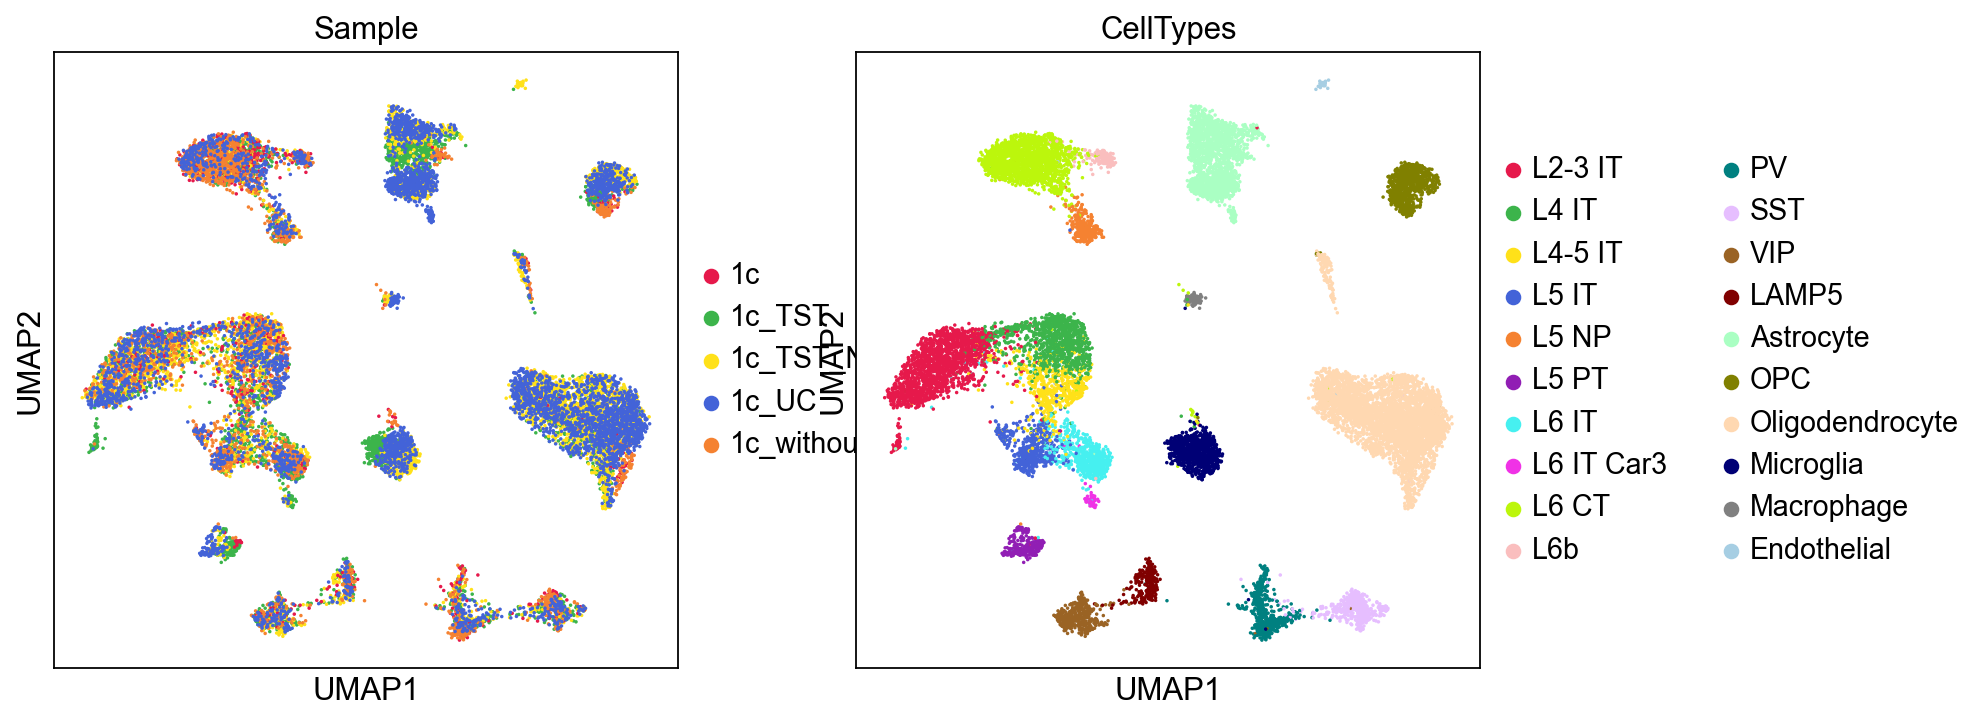 Sample
UMAP2
UMAP1
1c
1c_TST
1c_TST_N
1c_UC
1c_withou
CellTypes
UMAP2
UMAP1
L2-3 IT
L4 IT
L4-5 IT
L5 IT
L5 NP
L5 PT
L6 IT
L6 IT Car3
L6 CT
L6b
PV
SST
VIP
LAMP5
Astrocyte
OPC
Oligodendrocyte
Microglia
Macrophage
Endothelial